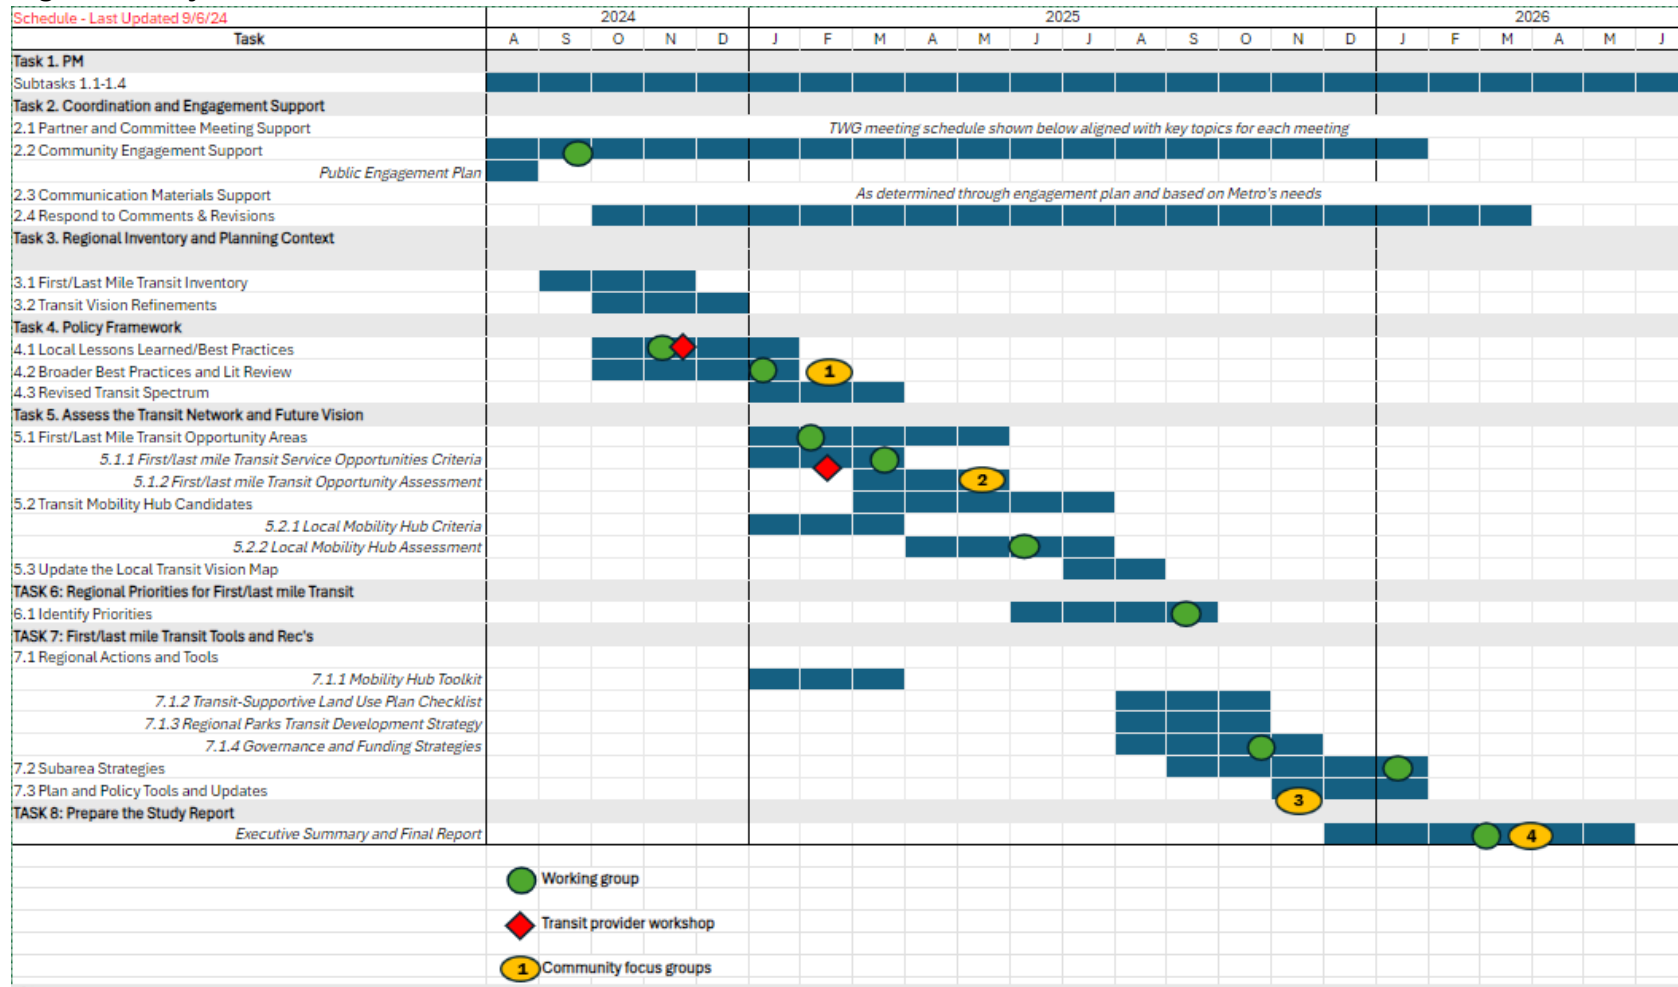 Schedule - Last Updated 9/6/24 2024 2025 2026
Task A S O N D J F M A M J J A S O N D J F M A M J
Task 1. PM
Subtasks 1.1-1.4
Task 2. Coordination and Engagement Support
2.1 Partner and Committee Meeting Support TWG meeting schedule shown below aligned with key topics for each meeting
2.2 Community Engagement Support
Public Engagement Plan
2.3 Communication Materials Support As determined through engagement plan and based on Metro's needs
2.4 Respond to Comments & Revisions
Task 3. Regional Inventory and Planning Context
3.1 First/Last Mile Transit Inventory
3.2 Transit Vision Refinements
Task 4. Policy Framework
4.1 Local Lessons Learned/Best Practices
4.2 Broader Best Practices and Lit Review 1
4.3 Revised Transit Spectrum
Task 5. Assess the Transit Network and Future Vision
5.1 First/Last Mile Transit Opportunity Areas
5.1.1 First/last mile Transit Service Opportunities Criteria
5.1.2 First/last mile Transit Opportunity Assessment 2
5.2 Transit Mobility Hub Candidates
5.2.1 Local Mobility Hub Criteria
5.2.2 Local Mobility Hub Assessment
5.3 Update the Local Transit Vision Map
TASK 6: Regional Priorities for First/last mile Transit
6.1 Identify Priorities
TASK 7: First/last mile Transit Tools and Rec's
7.1 Regional Actions and Tools
7.1.1 Mobility Hub Toolkit
7.1.2 Transit-Supportive Land Use Plan Checklist
7.1.3 Regional Parks Transit Development Strategy
7.1.4 Governance and Funding Strategies
7.2 Subarea Strategies
7.3 Plan and Policy Tools and Updates 3
TASK 8: Prepare the Study Report
Executive Summary and Final Report 4
Working group
Transit provider workshop
1 Community focus groups